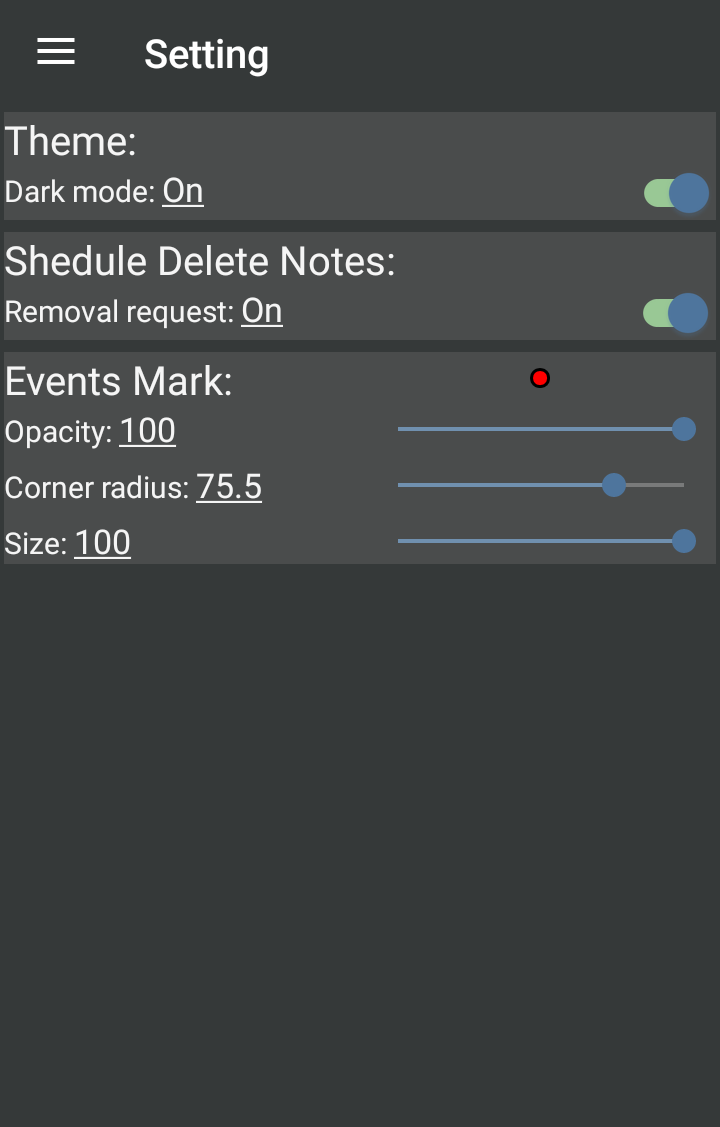 Setting
Theme:
Dark mode: On
Shedule Delete Notes:
Removal request: On
Events Mark:
Opacity: 100
Corner radius: 75.5
Size: 100